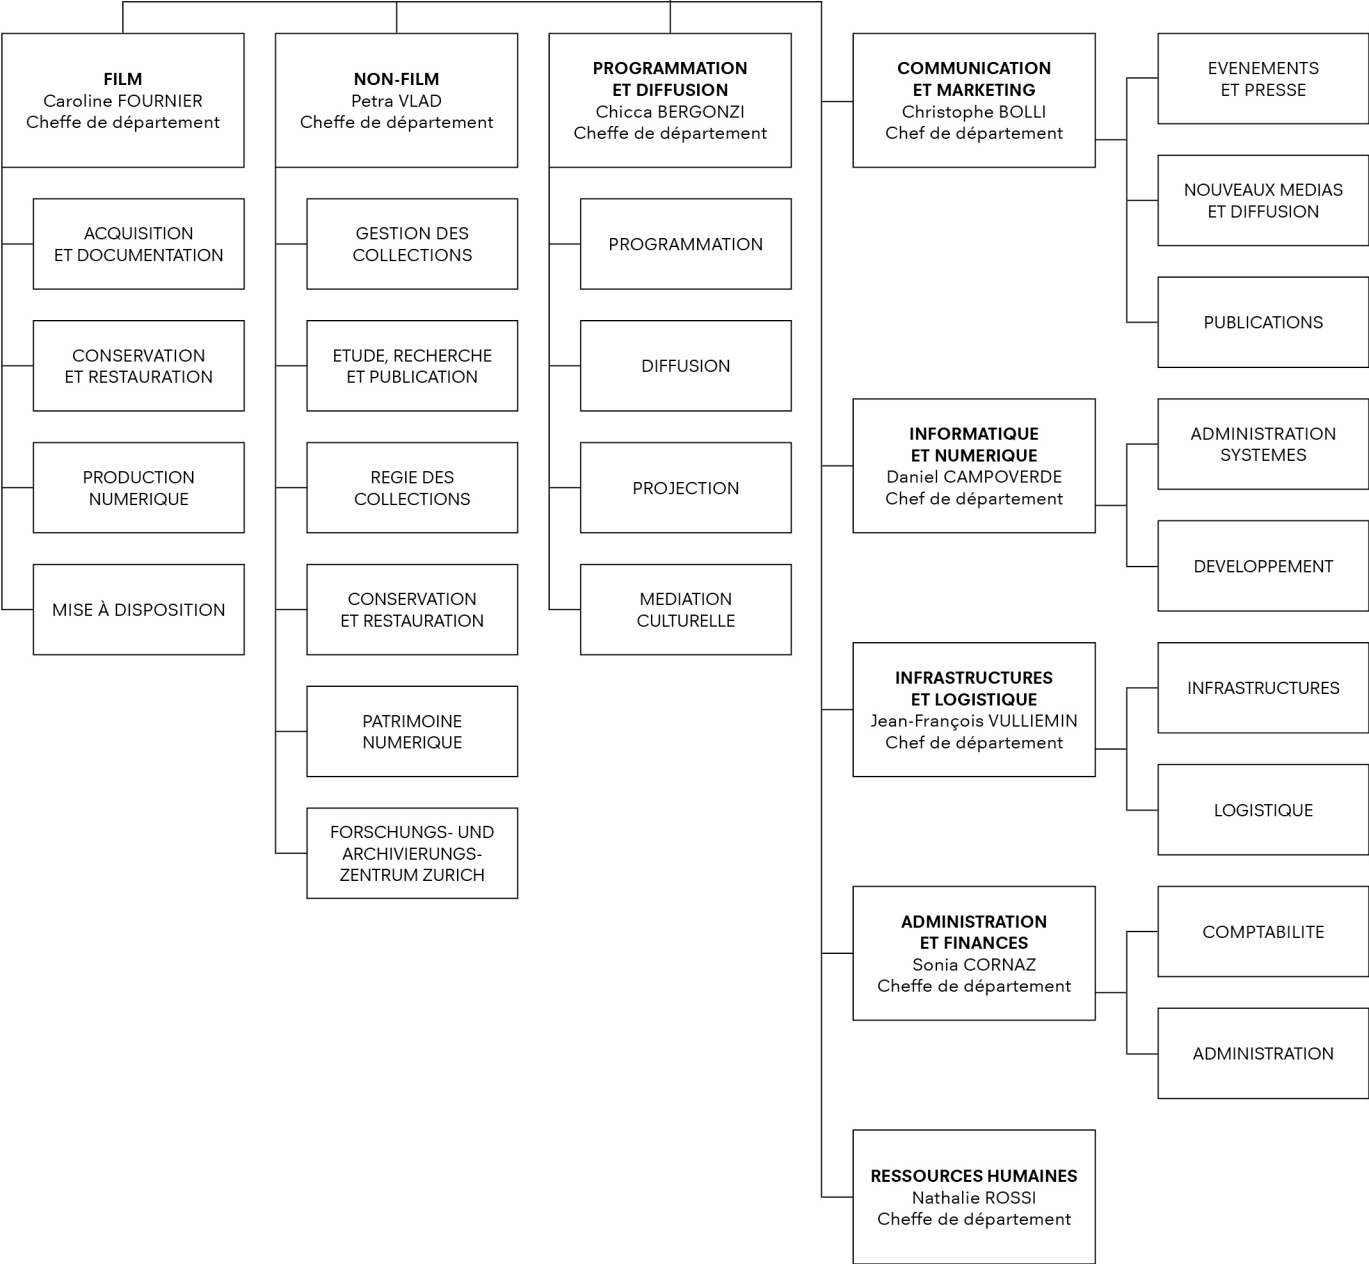 FILM
Caroline FOURNIER
Cheffe de département
ACQUISITION
ET DOCUMENTATION
CONSERVATION
ET RESTAURATION
PRODUCTION
NUMERIQUE
MISE À DISPOSITION
NON-FILM
Petra VLAD
Cheffe de département
GESTION DES
COLLECTIONS
ETUDE, RECHERCHE
ET PUBLICATION
REGIE DES
COLLECTIONS
CONSERVATION
ET RESTAURATION
PATRIMOINE
NUMERIQUE
FORSCHUNGS- UND
ARCHIVIERUNGS-
ZENTRUM ZURICH
PROGRAMMATION
ET DIFFUSION
Chicca BERGONZI
Cheffe de département
PROGRAMMATION
DIFFUSION
PROJECTION
MEDIATION
CULTURELLE
COMMUNICATION
ET MARKETING
Christophe BOLLI
Chef de département
EVENEMENTS
ET PRESSE
NOUVEAUX MEDIAS
ET DIFFUSION
PUBLICATIONS
INFORMATIQUE
ET NUMERIQUE
Daniel CAMPOVERDE
Chef de département
ADMINISTRATION
SYSTEMES
DEVELOPPEMENT
INFRASTRUCTURES
ET LOGISTIQUE
Jean-François VULLIEMIN
Chef de département
INFRASTRUCTURES
LOGISTIQUE
ADMINISTRATION
ET FINANCES
Sonia CORNAZ
Cheffe de département
COMPTABILITE
ADMINISTRATION
RESSOURCES HUMAINES
Nathalie ROSSI
Cheffe de département